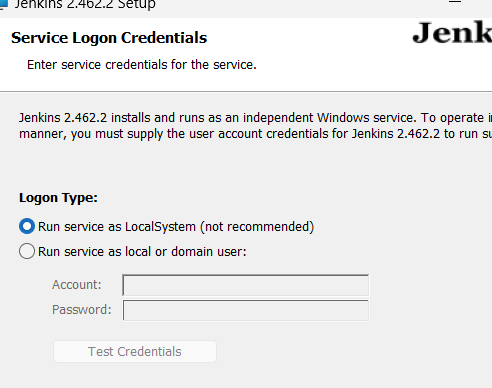 Jenkins 2.462.2 Setup
Service Logon Credentials
Enter service credentials for the service.
Jenkins 2.462.2 installs and runs as an independent Windows service. To operate
manner, you must supply the user account credentials for Jenkins 2.462.2 to run
Logon Type:
Run service as LocalSystem (not recommended)
Run service as local or domain user:
Account:
Password:
Test Credentials